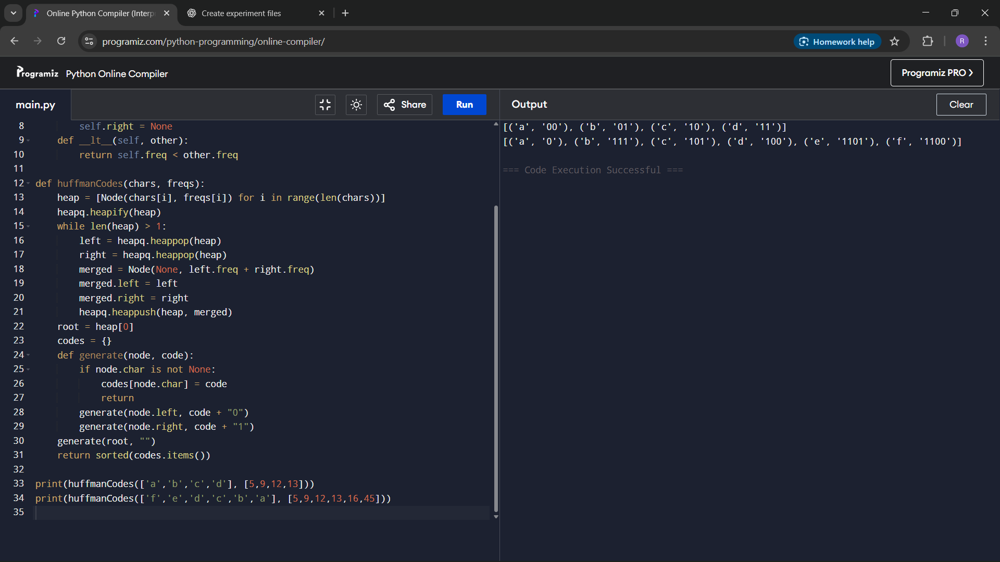 Online Python Compiler (Interp
Create experiment files
programiz.com/python-programming/online-compiler/
Homework help
R
Programiz Python Online Compiler
Programiz PRO
main.py
Share
Run
Output
Clear
8 self.right = None
9 def __lt__(self, other):
10 return self.freq < other.freq
11
12 def huffmanCodes(chars, freqs):
13 heap = [Node(chars[i], freqs[i]) for i in range(len(chars))]
14 heapq.heapify(heap)
15 while len(heap) > 1:
16 left = heapq.heappop(heap)
17 right = heapq.heappop(heap)
18 merged = Node(None, left.freq + right.freq)
19 merged.left = left
20 merged.right = right
21 heapq.heappush(heap, merged)
22 root = heap[0]
23 codes = {}
24 def generate(node, code):
25 if node.char is not None:
26 codes[node.char] = code
27 return
28 generate(node.left, code + "0")
29 generate(node.right, code + "1")
30 generate(root, "")
31 return sorted(codes.items())
32
33 print(huffmanCodes(['a','b','c','d'], [5,9,12,13]))
34 print(huffmanCodes(['f','e','d','c','b','a'], [5,9,12,13,16,45]))
35
[('a', '00'), ('b', '01'), ('c', '10'), ('d', '11')]
[('a', '0'), ('b', '111'), ('c', '101'), ('d', '100'), ('e', '1101'), ('f', '1100')]
=== Code Execution Successful ===